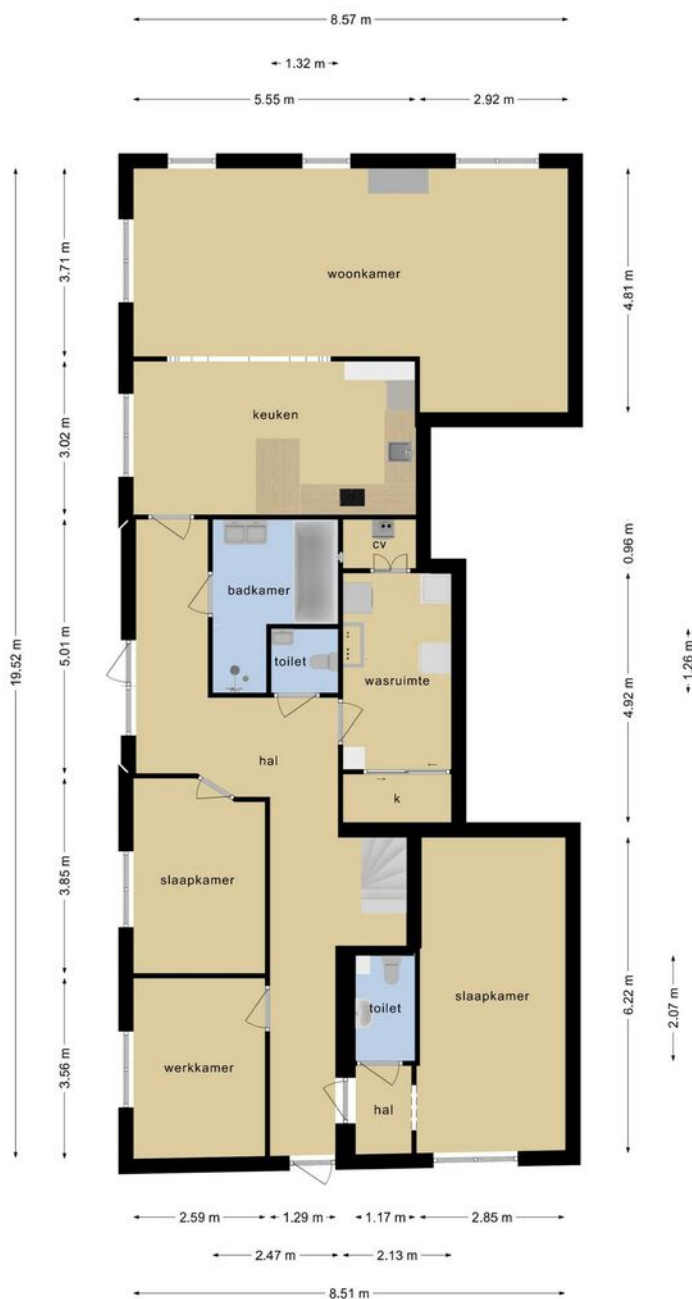 8.57 m
1.32 m
5.55 m
2.92 m
19.52 m
3.71 m
4.81 m
woonkamer
3.02 m
keuken
cv
0.96 m
badkamer
5.01 m
toilet
wasruimte
4.92 m
1.26 m
hal
k
slaapkamer
3.85 m
6.22 m
slaapkamer
toilet
2.07 m
werkkamer
3.56 m
hal
2.59 m
1.29 m
1.17 m
2.85 m
2.47 m
2.13 m
8.51 m